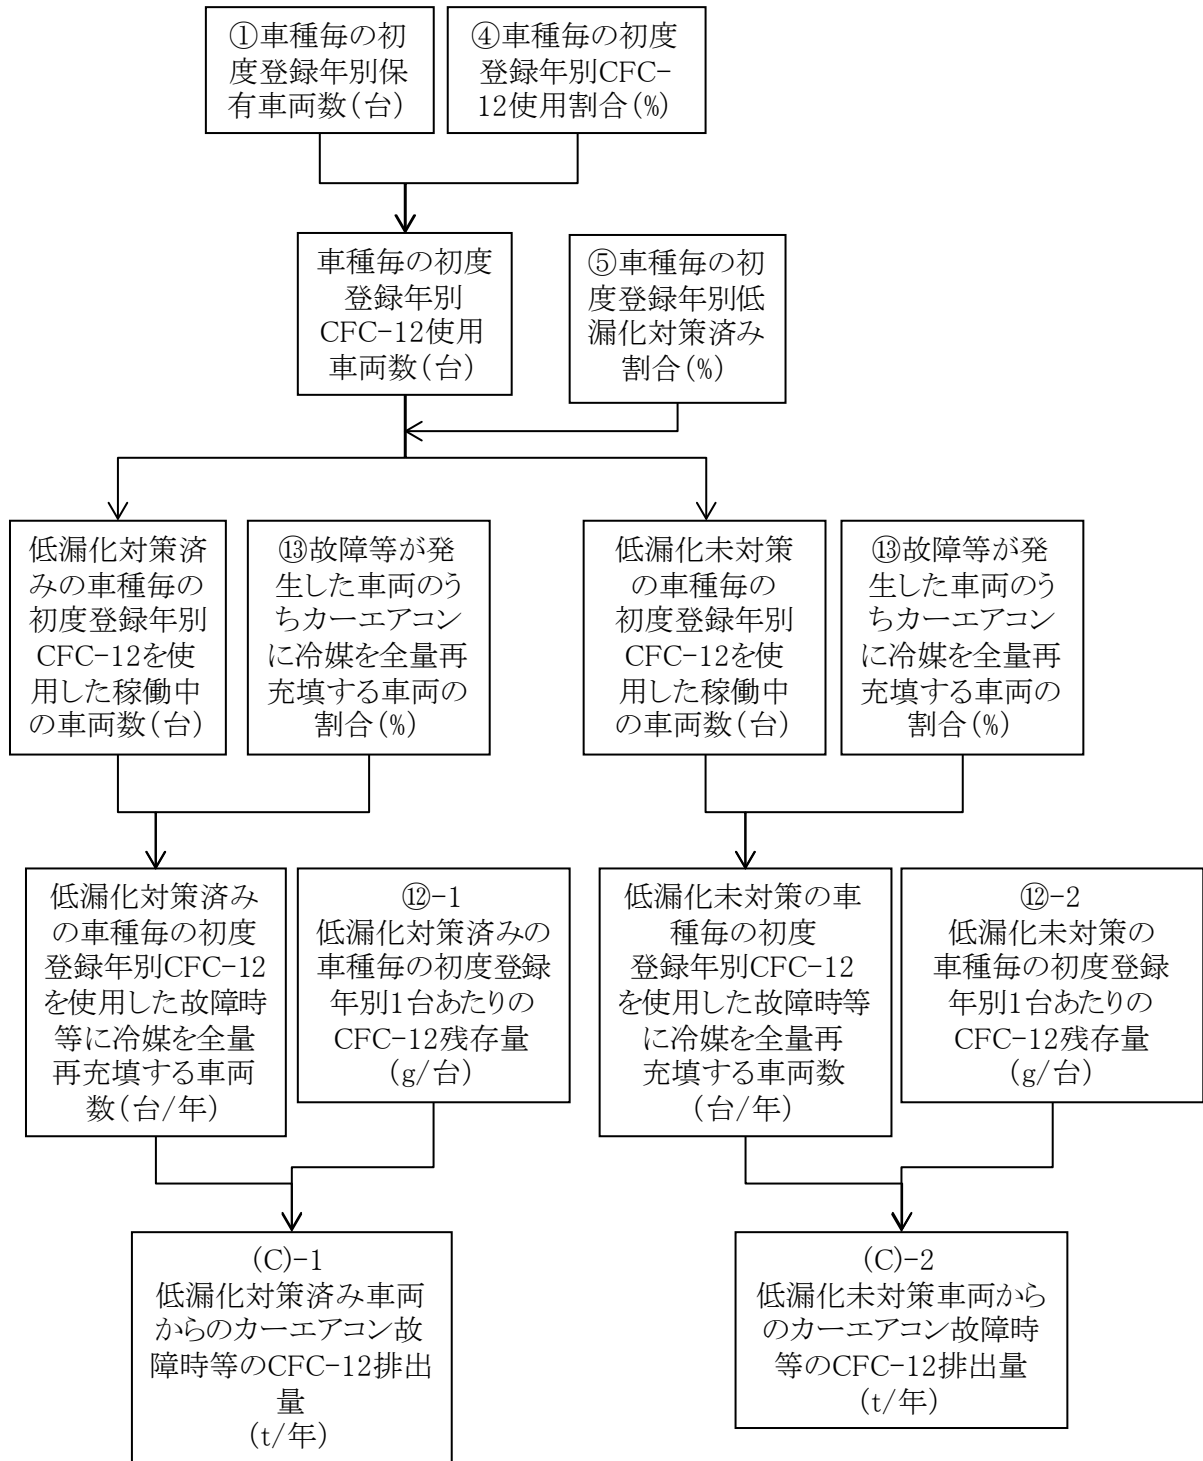 ①車種毎の初
度登録年別保
有車両数(台)
④車種毎の初度
登録年別CFC-
12使用割合(%)
車種毎の初度
登録年別
CFC-12使用
車両数(台)
⑤車種毎の初
度登録年別低
漏化対策済み
割合(%)
低漏化対策済
みの車種毎の
初度登録年別
CFC-12を使
用した稼働中
の車両数(台)
⑬故障等が発
生した車両のう
ちカーエアコン
に冷媒を全量再
充填する車両の
割合(%)
低漏化未対策
の車種毎の
初度登録年別
CFC-12を使
用した稼働中
の車両数(台)
⑬故障等が発
生した車両のう
ちカーエアコン
に冷媒を全量再
充填する車両の
割合(%)
低漏化対策済み
の車種毎の初度
登録年別CFC-12
を使用した故障時
等に冷媒を全量
再充填する車両
数(台/年)
⑫-1
低漏化対策済みの
車種毎の初度登録
年別1台あたりの
CFC-12残存量
(g/台)
低漏化未対策の車
種毎の初度
登録年別CFC-12
を使用した故障時等
に冷媒を全量再
充填する車両数
(台/年)
⑫-2
低漏化未対策の
車種毎の初度登録
年別1台あたりの
CFC-12残存量
(g/台)
(C)-1
低漏化対策済み車両
からのカーエアコン故
障時等のCFC-12排出
量
(t/年)
(C)-2
低漏化未対策車両から
のカーエアコン故障時
等のCFC-12排出量
(t/年)